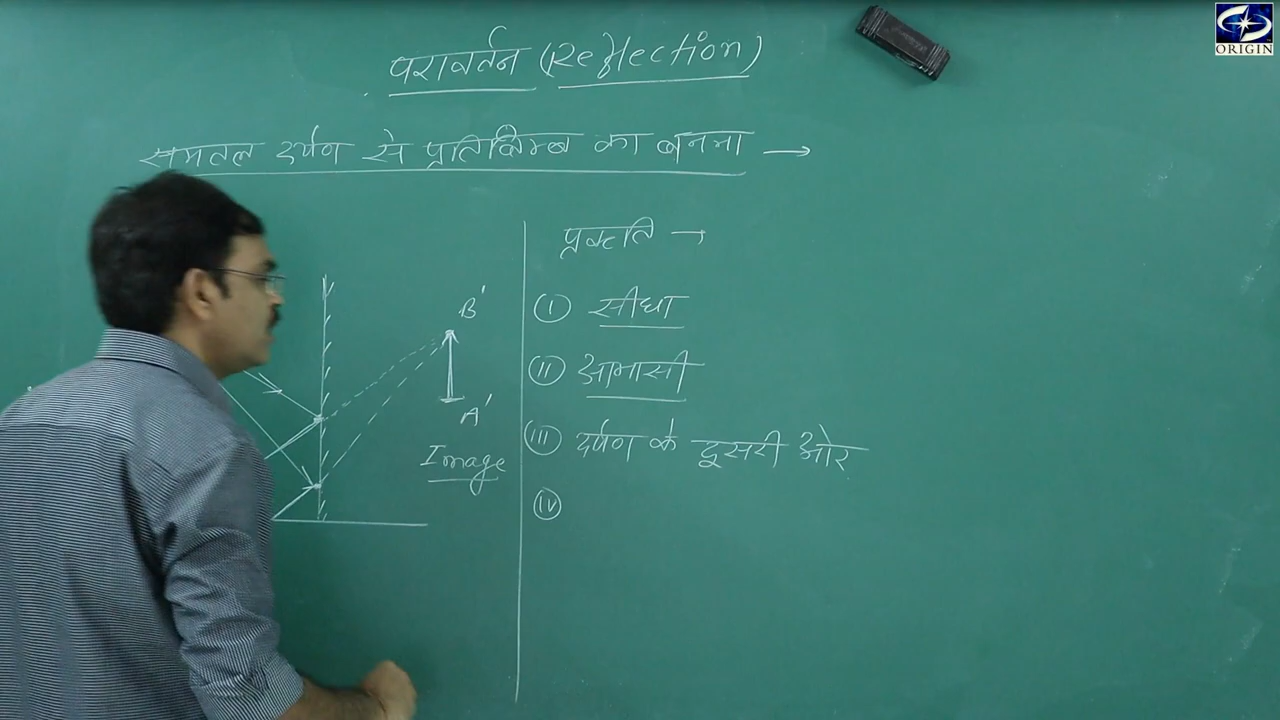 परावर्तन (Reflection)
ORIGIN
समतल दर्पण से प्रतिबिम्ब का बनना →
प्रकृति →
B'
(I) सीधा
(II) आभासी
A'
(III) दर्पण के दूसरी ओर
Image
(IV)